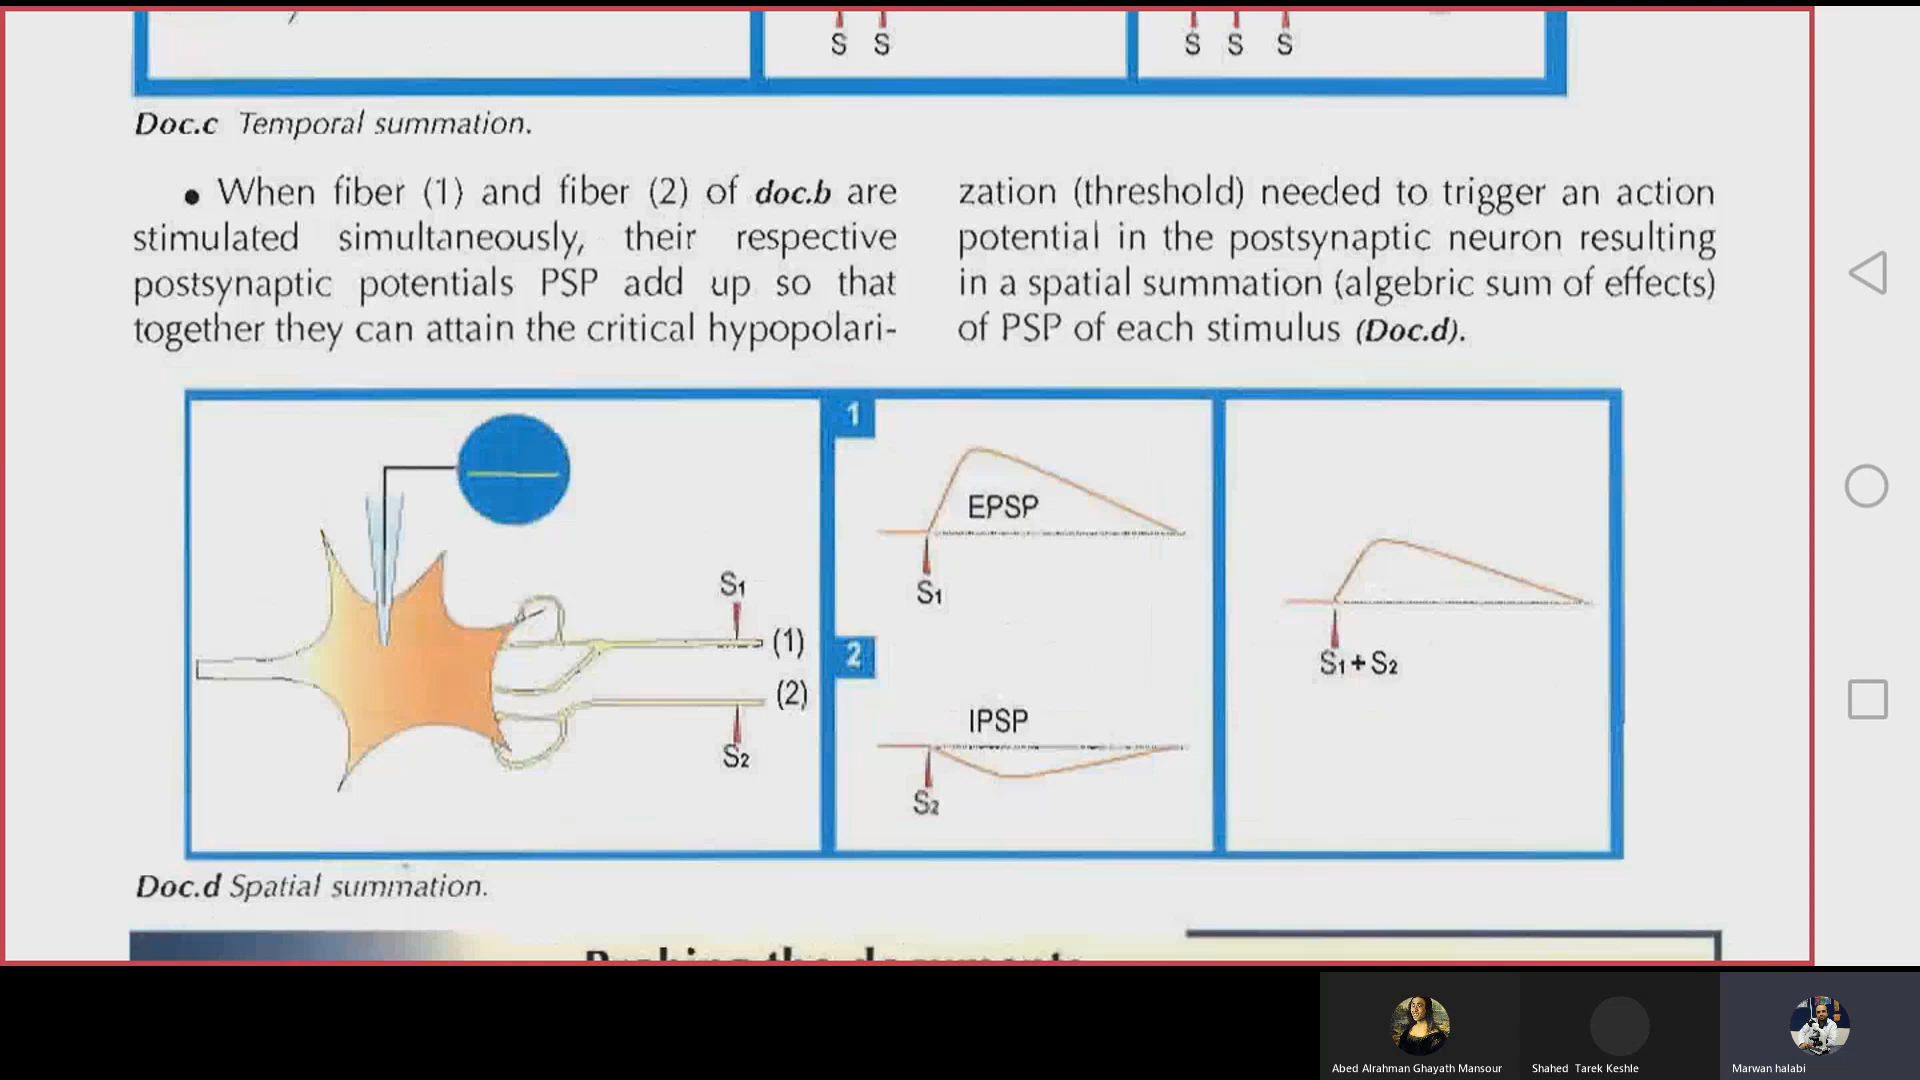 S S
S S S
Doc.c Temporal summation.
• When fiber (1) and fiber (2) of doc.b are
stimulated simultaneously, their respective
postsynaptic potentials PSP add up so that
together they can attain the critical hypopolari-
zation (threshold) needed to trigger an action
potential in the postsynaptic neuron resulting
in a spatial summation (algebric sum of effects)
of PSP of each stimulus (Doc.d).
S1
(1)
(2)
S2
1
EPSP
S1
2
IPSP
S2
S1+S2
Doc.d Spatial summation.
Abed Alrahman Ghayath Mansour
Shahed Tarek Keshle
Marwan halabi